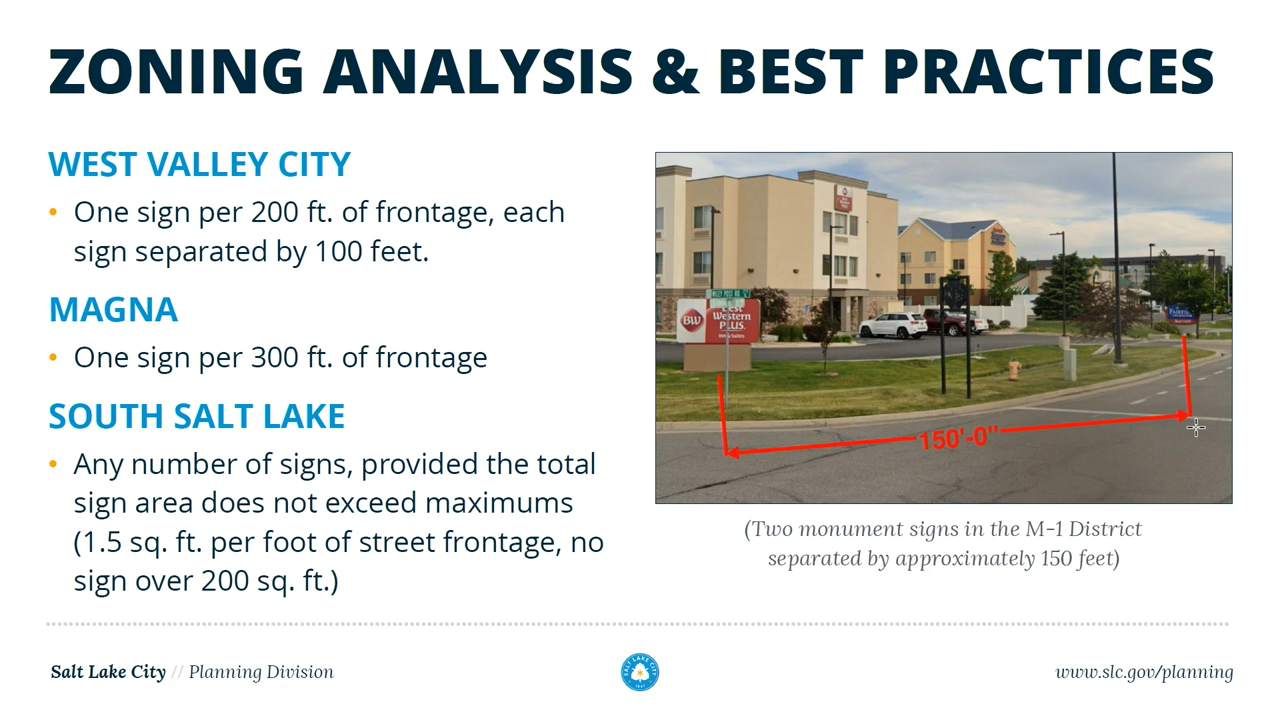 ZONING ANALYSIS & BEST PRACTICES
WEST VALLEY CITY
• One sign per 200 ft. of frontage, each
sign separated by 100 feet.
MAGNA
• One sign per 300 ft. of frontage
SOUTH SALT LAKE
• Any number of signs, provided the total
sign area does not exceed maximums
(1.5 sq. ft. per foot of street frontage, no
sign over 200 sq. ft.)
BW
Best
Western
PLUS.
150'-0"
(Two monument signs in the M-1 District
separated by approximately 150 feet)
Salt Lake City // Planning Division
SALT LAKE CITY
www.slc.gov/planning